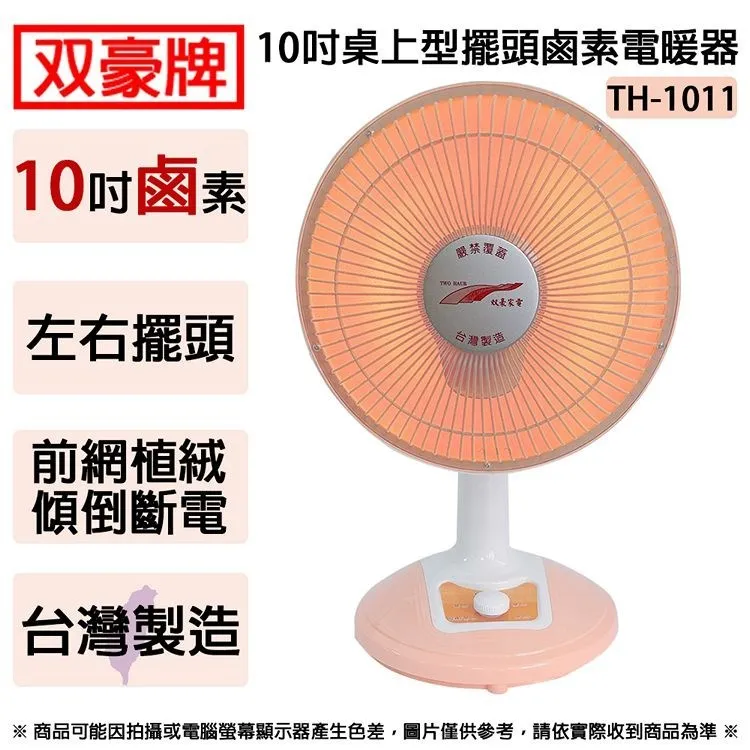 双豪牌
10吋桌上型擺頭鹵素電暖器
TH-1011
10吋鹵素
左右擺頭
前網植絨
傾倒斷電
台灣製造
嚴禁覆蓋
TWO HAUR
双豪家電
台灣製造
※ 商品可能因拍攝或電腦螢幕顯示器產生色差，圖片僅供參考，請依實際收到商品為準 ※